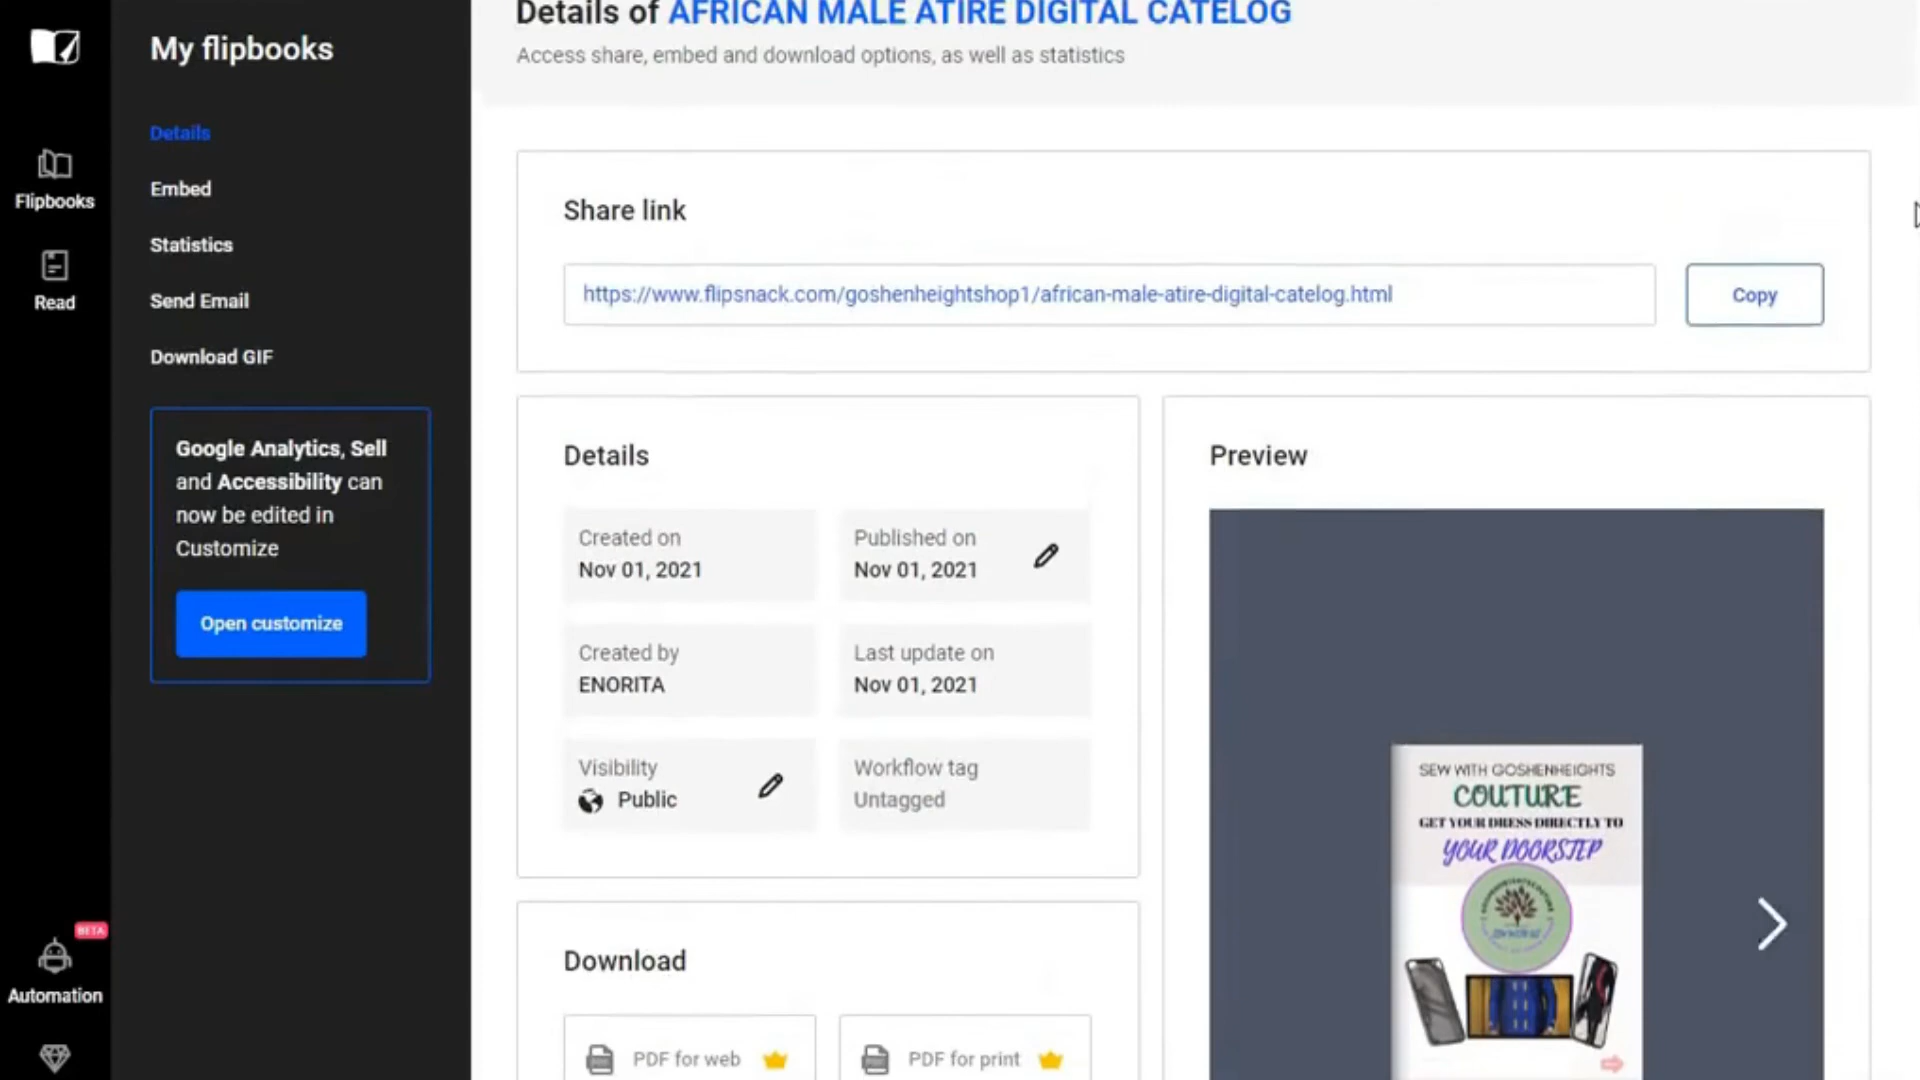 Details of AFRICAN MALE ATIRE DIGITAL CATELOG
Access share, embed and download options, as well as statistics
My flipbooks
Details
Embed
Statistics
Send Email
Download GIF
Google Analytics, Sell
and Accessibility can
now be edited in
Customize
Open customize
Flipbooks
Read
BETA
Automation
Share link
https://www.flipsnack.com/goshenheightshop1/african-male-atire-digital-catelog.html
Copy
Details
Created on
Nov 01, 2021
Published on
Nov 01, 2021
Created by
ENORITA
Last update on
Nov 01, 2021
Visibility
Public
Workflow tag
Untagged
Download
PDF for web
PDF for print
Preview
SEW WITH GOSHENHEIGHTS
COUTURE
GET YOUR DRESS DIRECTLY TO
YOUR DOORSTEP